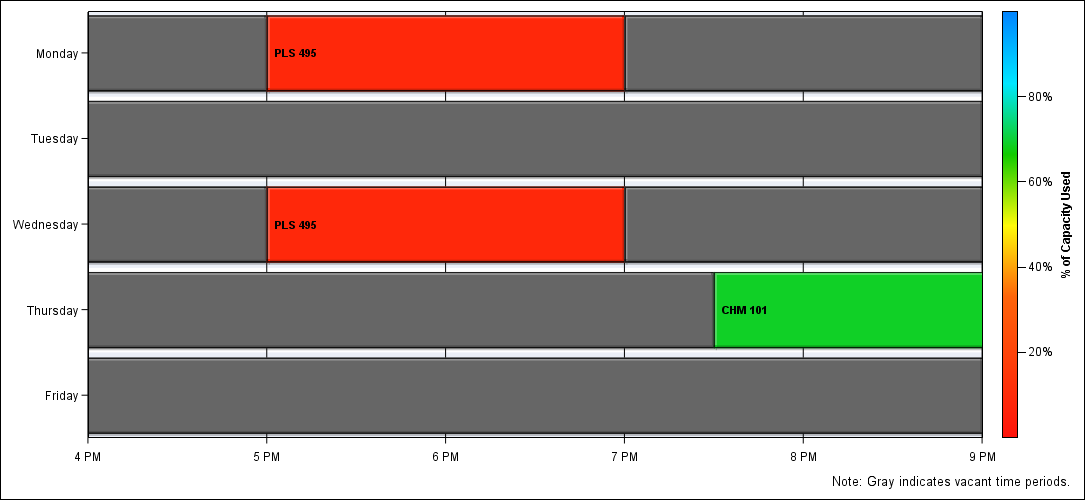 Monday
PLS 495
Tuesday
Wednesday
PLS 495
Thursday
CHM 101
Friday
4 PM 5 PM 6 PM 7 PM 8 PM 9 PM
80%
60%
40%
20%
% of Capacity Used
Note: Gray indicates vacant time periods.